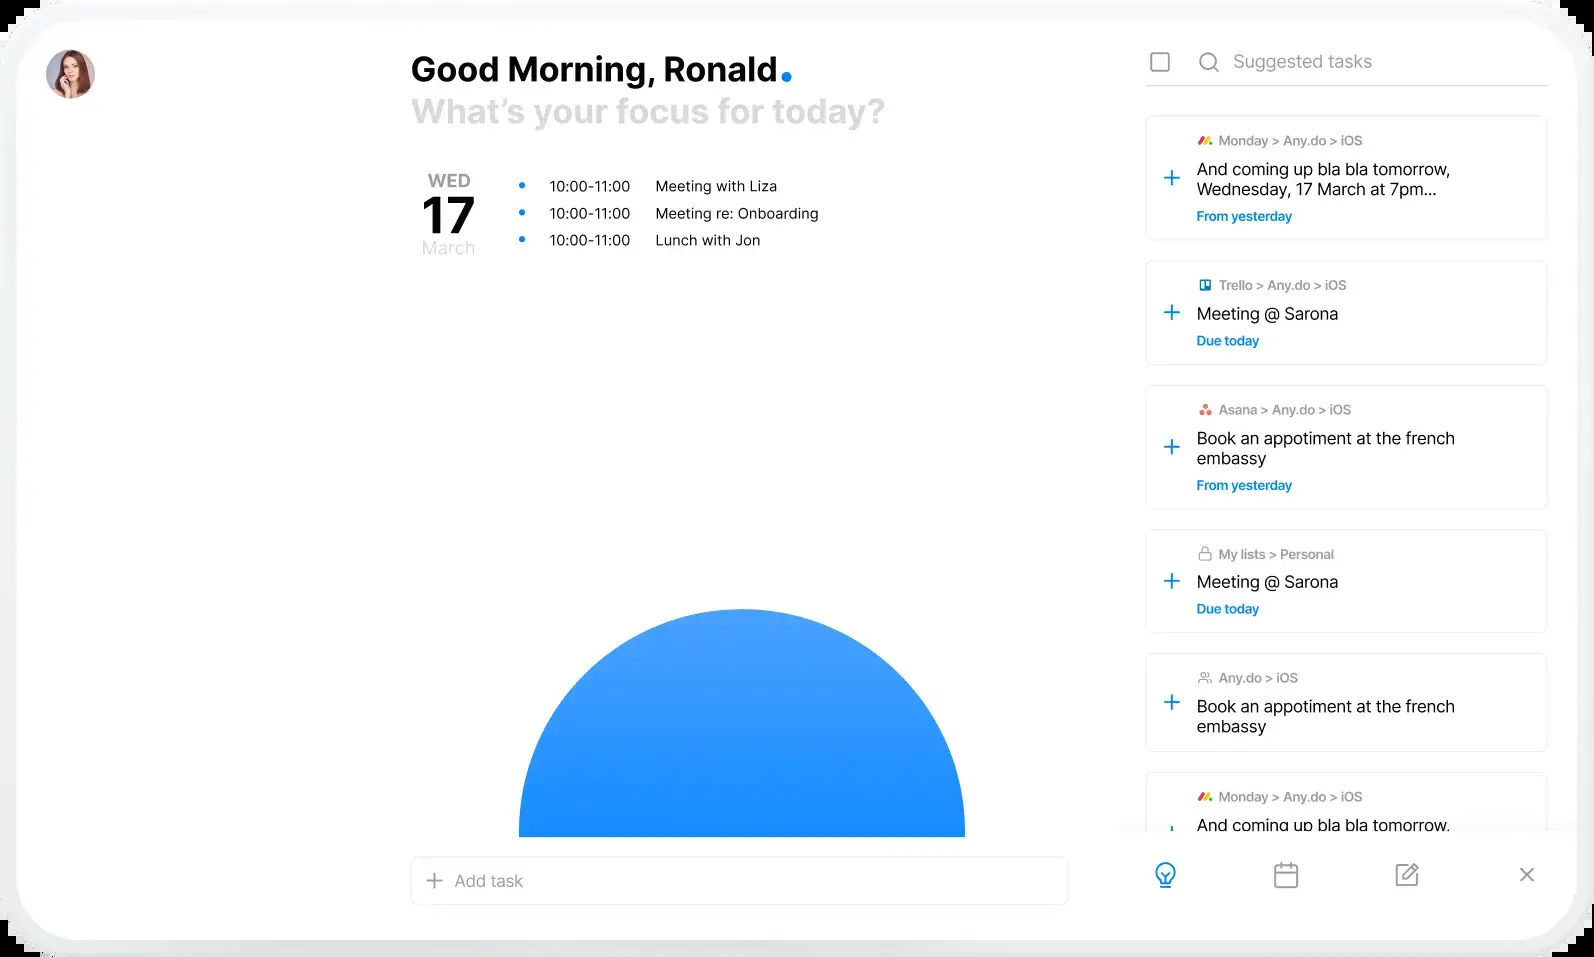 Good Morning, Ronald.
What's your focus for today?
WED
17
March
10:00-11:00 Meeting with Liza
10:00-11:00 Meeting re: Onboarding
10:00-11:00 Lunch with Jon
Add task
Suggested tasks
Monday > Any.do > iOS
And coming up bla bla tomorrow,
Wednesday, 17 March at 7pm...
From yesterday
Trello > Any.do > iOS
Meeting @ Sarona
Due today
Asana > Any.do > iOS
Book an appotiment at the french
embassy
From yesterday
My lists > Personal
Meeting @ Sarona
Due today
Any.do > iOS
Book an appotiment at the french
embassy
Monday > Any.do > iOS
And coming up bla bla tomorrow,